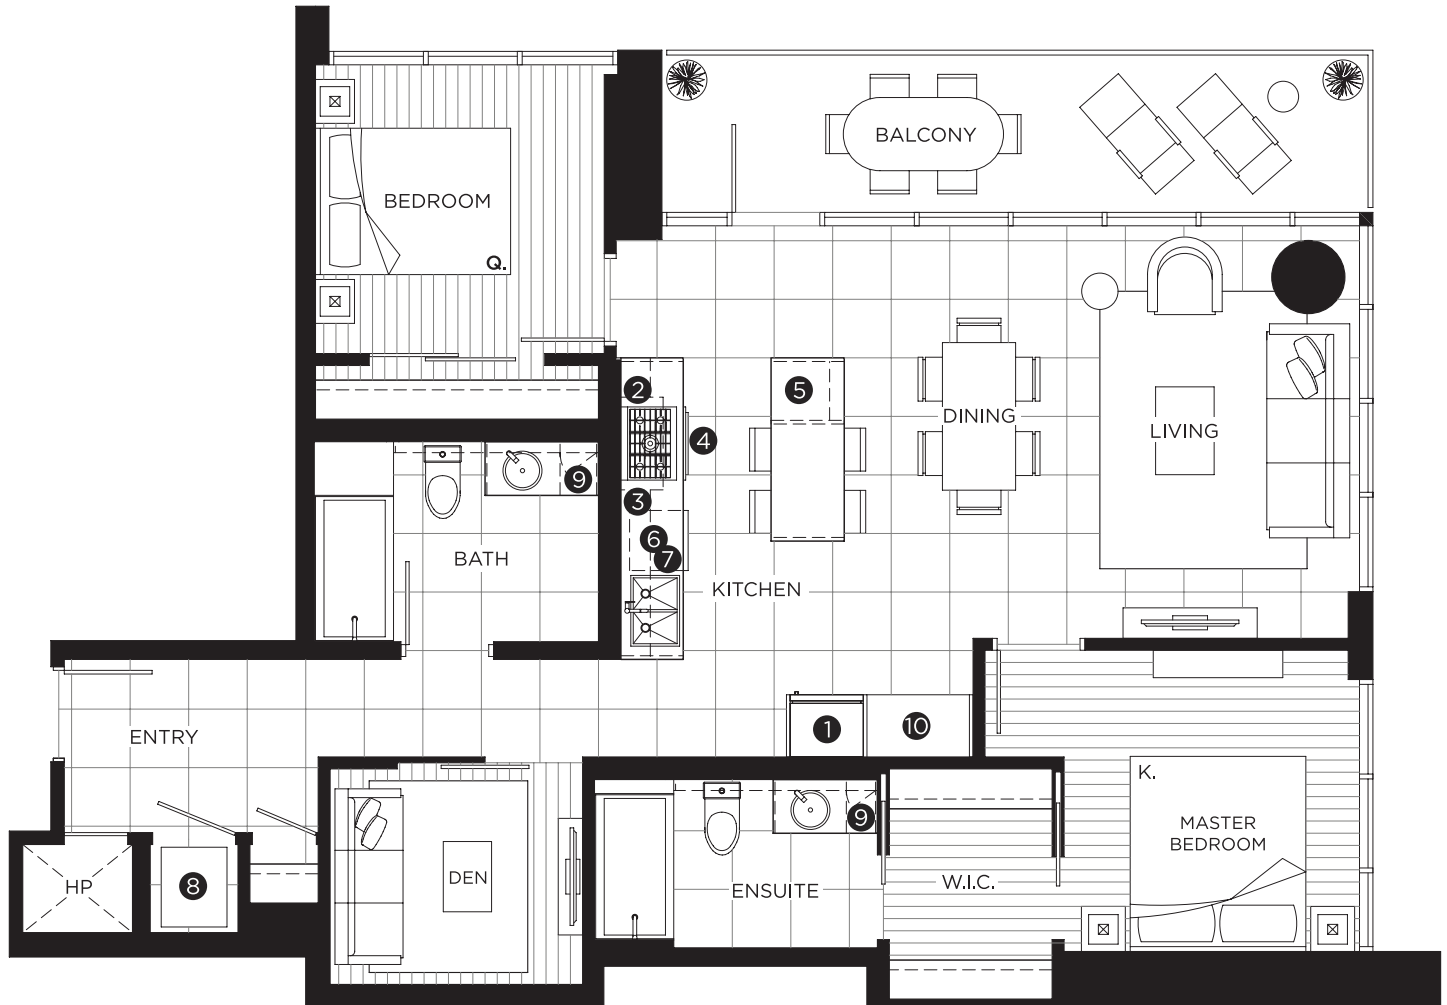 BALCONY
BEDROOM
Q.
2
5
4
DINING
LIVING
9
3
6
7
BATH
KITCHEN
1
10
ENTRY
K.
MASTER
BEDROOM
9
HP
8
DEN
ENSUITE
W.I.C.